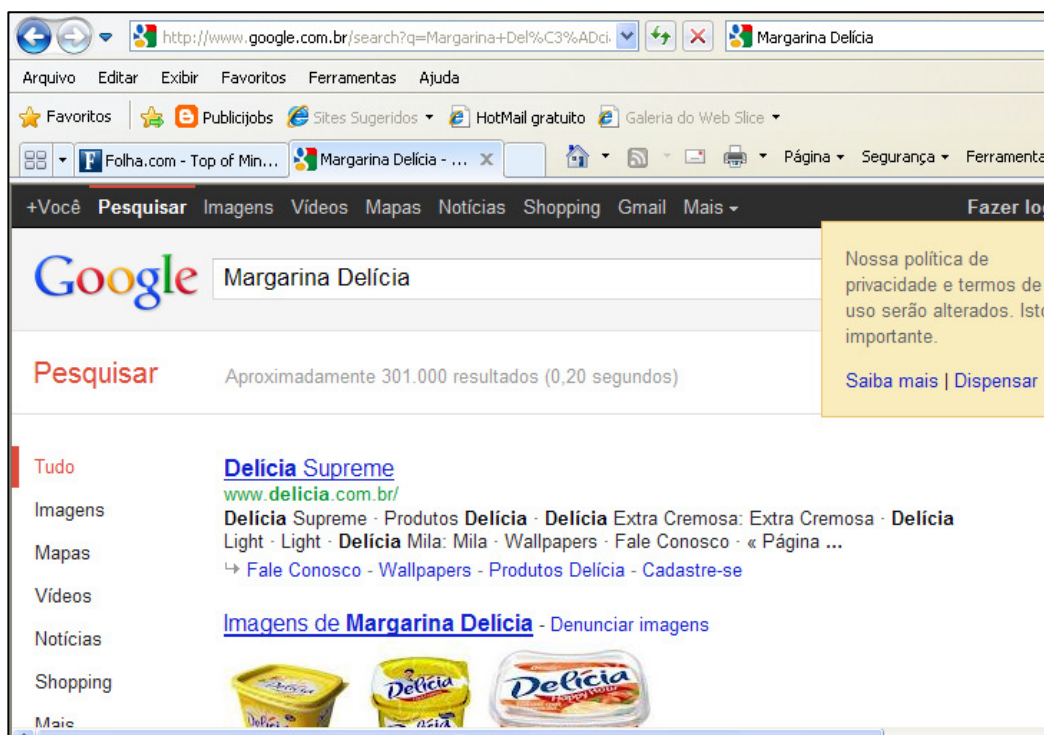 http://www.google.com.br/search?q=Margarina+Del%C3%ADci Margarina Delícia
Arquivo Editar Exibir Favoritos Ferramentas Ajuda
Favoritos Publicijobs Sites Sugeridos HotMail gratuito Galeria do Web Slice
Folha.com - Top of Min... Margarina Delícia - ... Página Segurança Ferramenta
+Você Pesquisar Imagens Vídeos Mapas Notícias Shopping Gmail Mais Fazer log
Nossa política de
privacidade e termos de
uso serão alterados. Isto
importante.
Saiba mais | Dispensar
Google Margarina Delícia
Pesquisar Aproximadamente 301.000 resultados (0,20 segundos)
Tudo
Imagens
Mapas
Vídeos
Notícias
Shopping
Mais
Delícia Supreme
www.delicia.com.br/
Delícia Supreme · Produtos Delícia · Delícia Extra Cremosa: Extra Cremosa · Delícia
Light · Light · Delícia Mila: Mila · Wallpapers · Fale Conosco · « Página ...
Fale Conosco - Wallpapers - Produtos Delícia - Cadastre-se
Imagens de Margarina Delícia - Denunciar imagens
Delícia
Delícia
Delícia